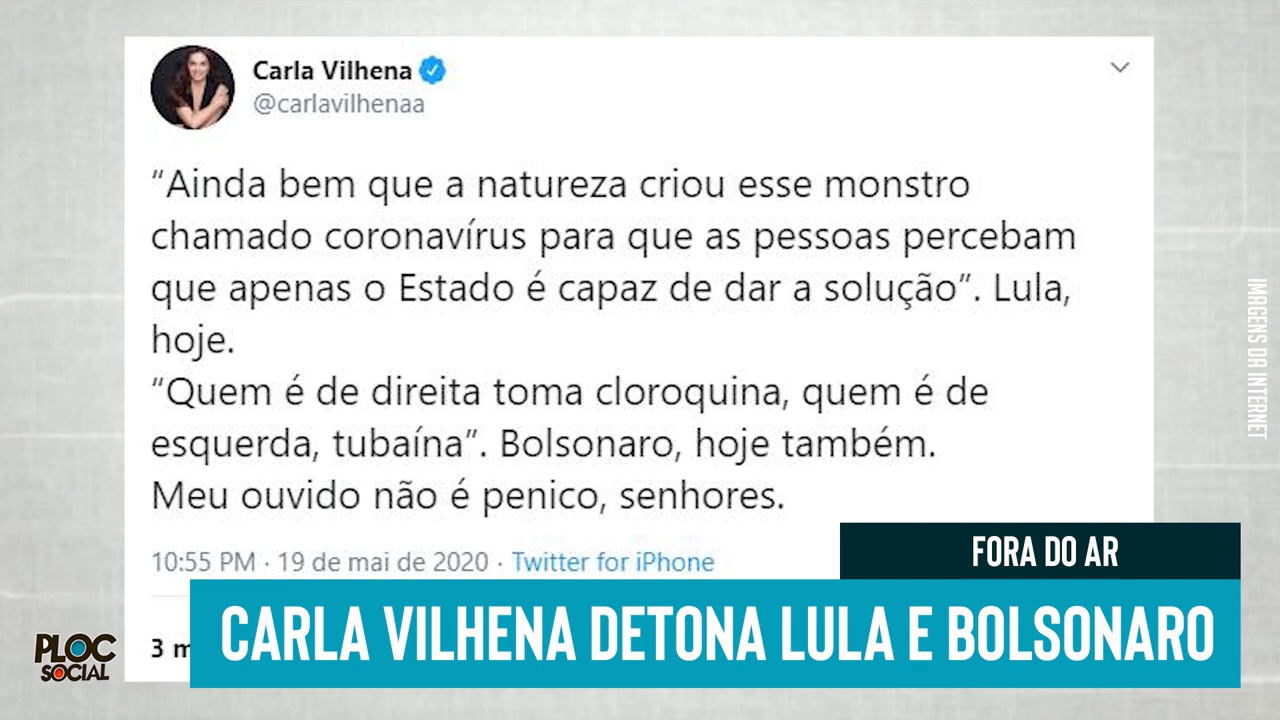 Carla Vilhena
@carlavilhenaa
“Ainda bem que a natureza criou esse monstro
chamado coronavírus para que as pessoas percebam
que apenas o Estado é capaz de dar a solução”. Lula,
hoje.
“Quem é de direita toma cloroquina, quem é de
esquerda, tubaína”. Bolsonaro, hoje também.
Meu ouvido não é penico, senhores.
10:55 PM · 19 de mai de 2020 · Twitter for iPhone
3 m
FORA DO AR
CARLA VILHENA DETONA LULA E BOLSONARO
PLOC
SOCIAL
IMAGENS DA INTERNET